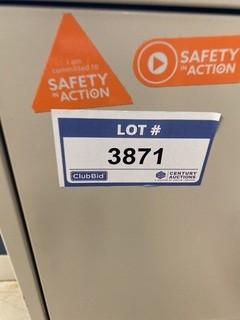 I am
committed to
SAFETY
IN ACTION
SAFETY
IN ACTION
LOT #
3871
ClubBid
CENTURY
AUCTIONS